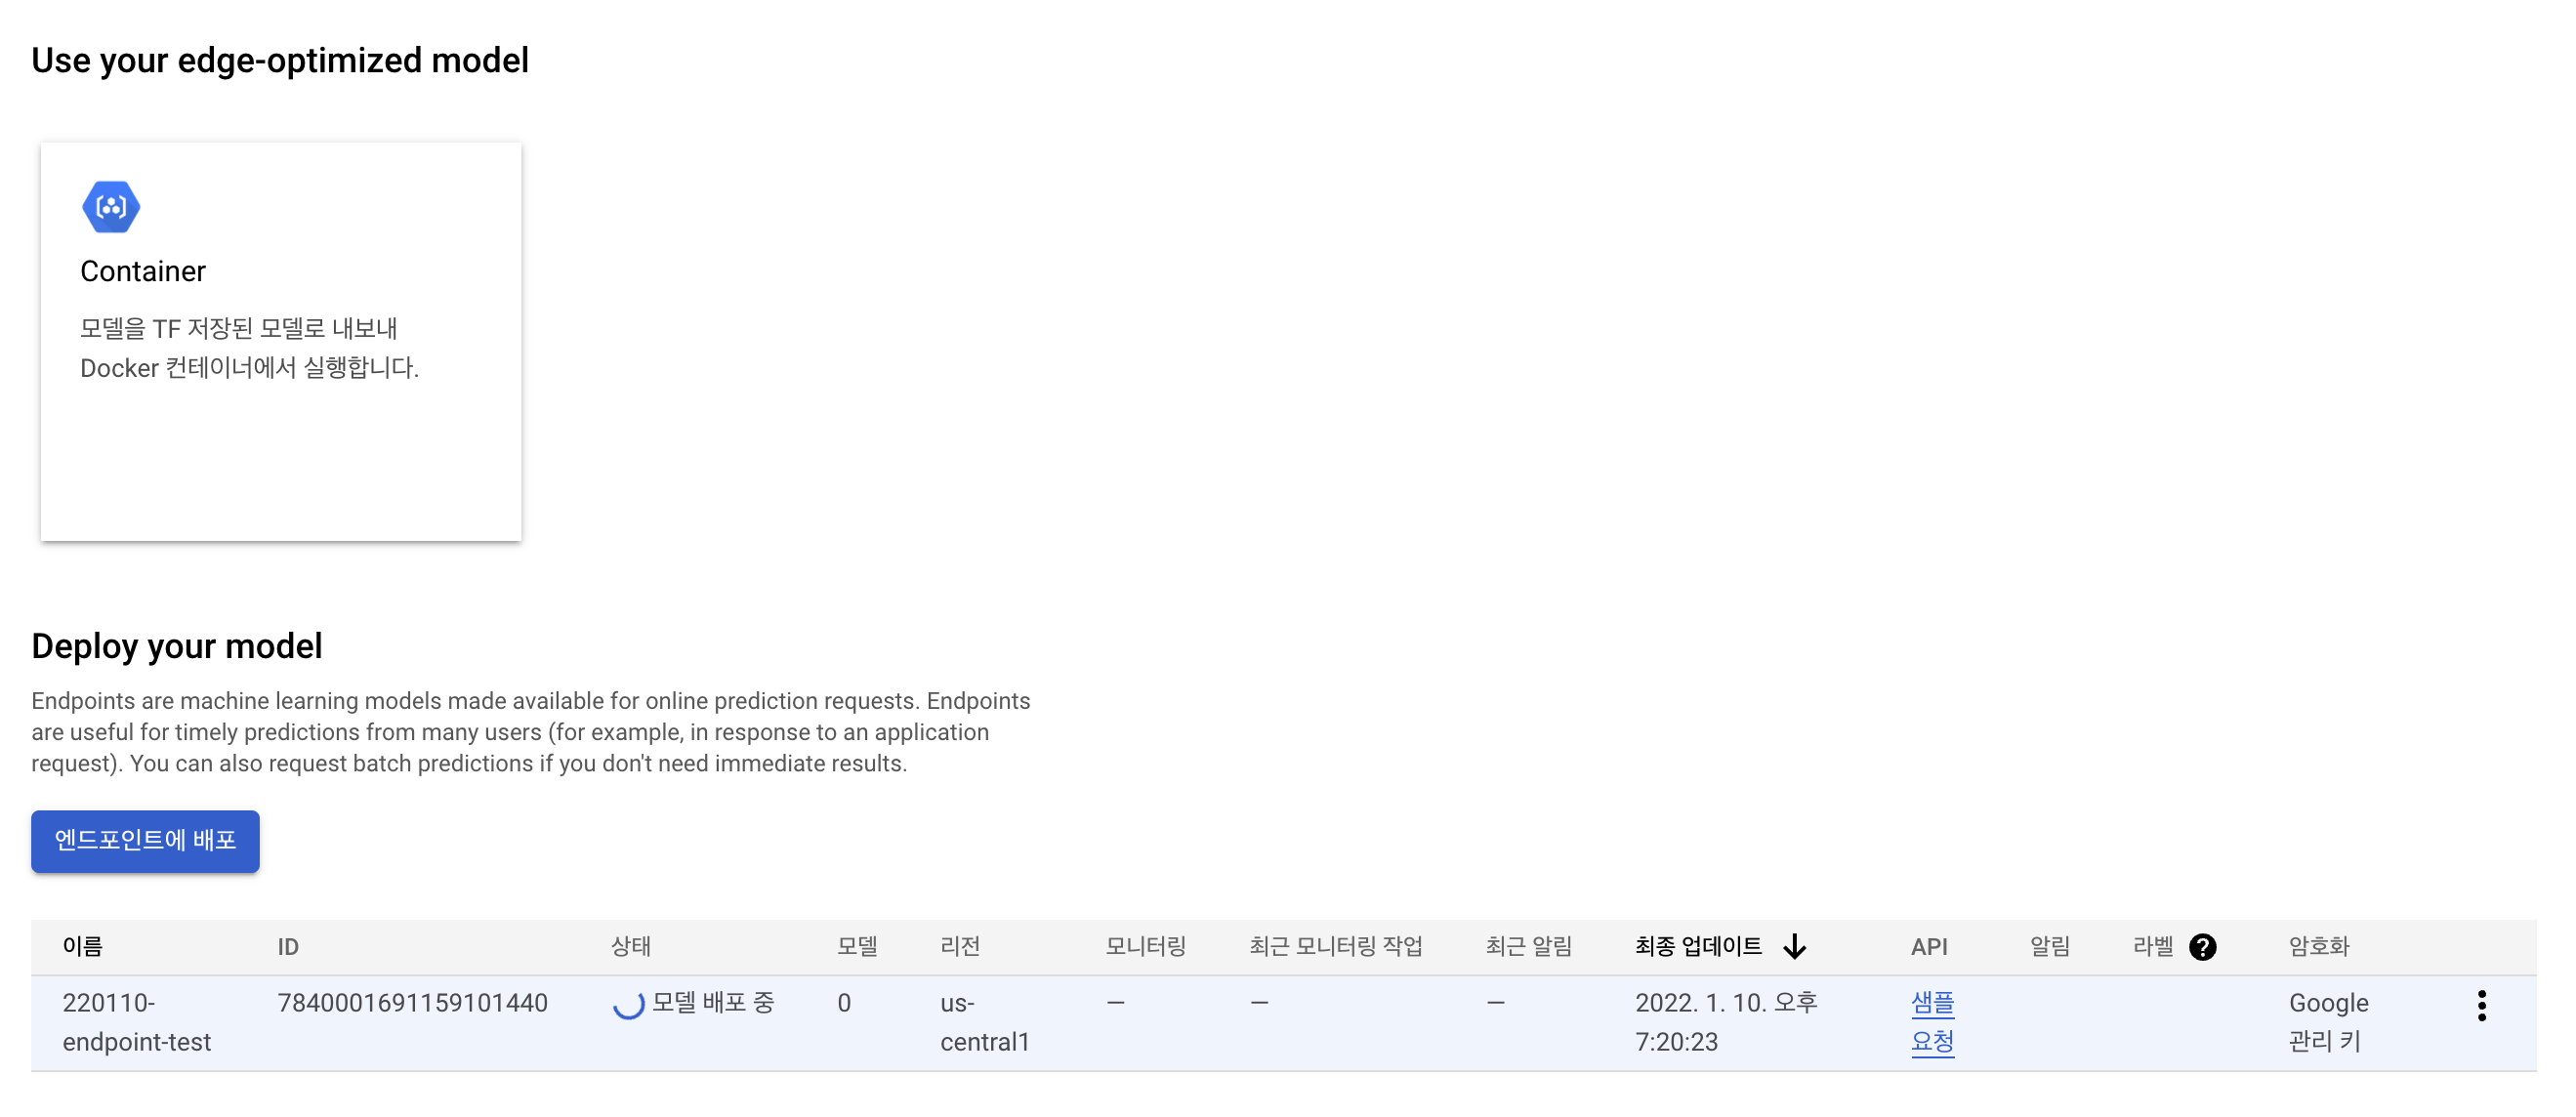 Use your edge-optimized model
Container
모델을 TF 저장된 모델로 내보내
Docker 컨테이너에서 실행합니다.
Deploy your model
Endpoints are machine learning models made available for online prediction requests. Endpoints
are useful for timely predictions from many users (for example, in response to an application
request). You can also request batch predictions if you don't need immediate results.
엔드포인트에 배포
이름 ID 상태 모델 리전 모니터링 최근 모니터링 작업 최근 알림 최종 업데이트 API 알림 라벨 암호화
220110- 7840001691159101440 모델 배포 중 0 us- — — — 2022. 1. 10. 오후 샘플 Google
endpoint-test central1 7:20:23 요청 관리 키